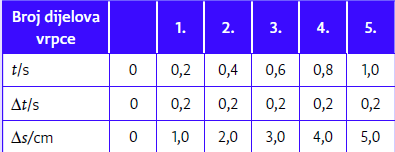 Broj dijelova vrpce 1. 2. 3. 4. 5.
t/s 0 0,2 0,4 0,6 0,8 1,0
Δt/s 0 0,2 0,2 0,2 0,2 0,2
Δs/cm 0 1,0 2,0 3,0 4,0 5,0